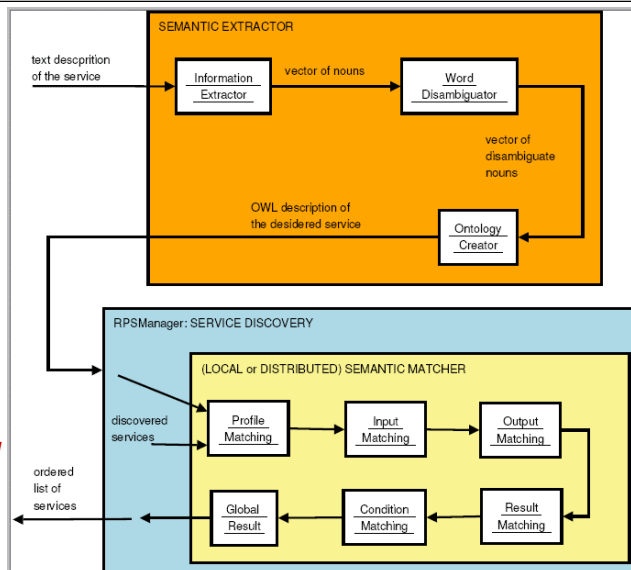 SEMANTIC EXTRACTOR
text descprition
of the service
Information
Extractor
vector of nouns
Word
Disambiguator
vector of
disambiguate
nouns
OWL description of
the desidered service
Ontology
Creator
RPSManager: SERVICE DISCOVERY
(LOCAL or DISTRIBUTED) SEMANTIC MATCHER
discovered
services
Profile
Matching
Input
Matching
Output
Matching
ordered
list of
services
Global
Result
Condition
Matching
Result
Matching